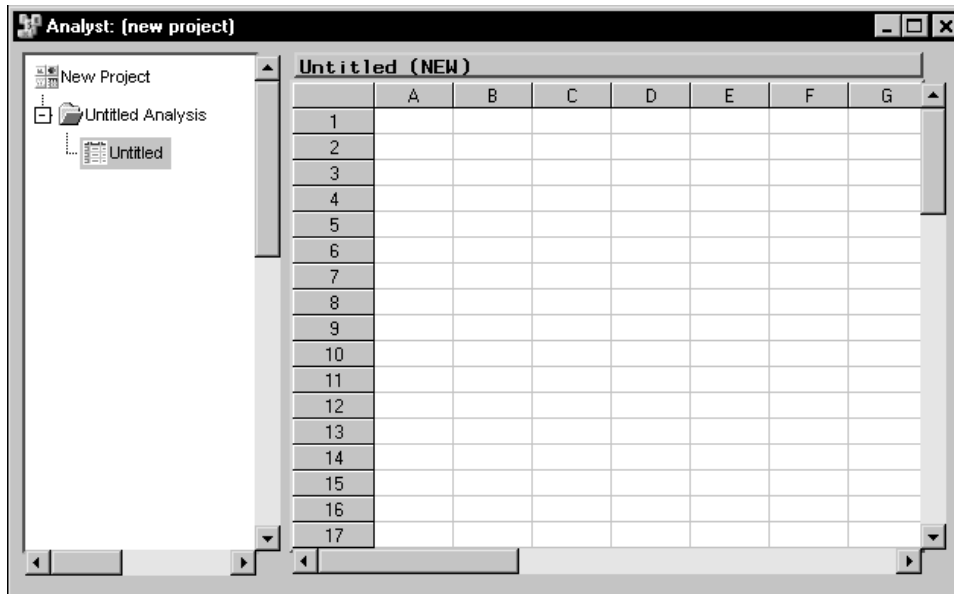 Analyst: (new project)
New Project
Untitled Analysis
Untitled
Untitled (NEW)
A B C D E F G
1
2
3
4
5
6
7
8
9
10
11
12
13
14
15
16
17